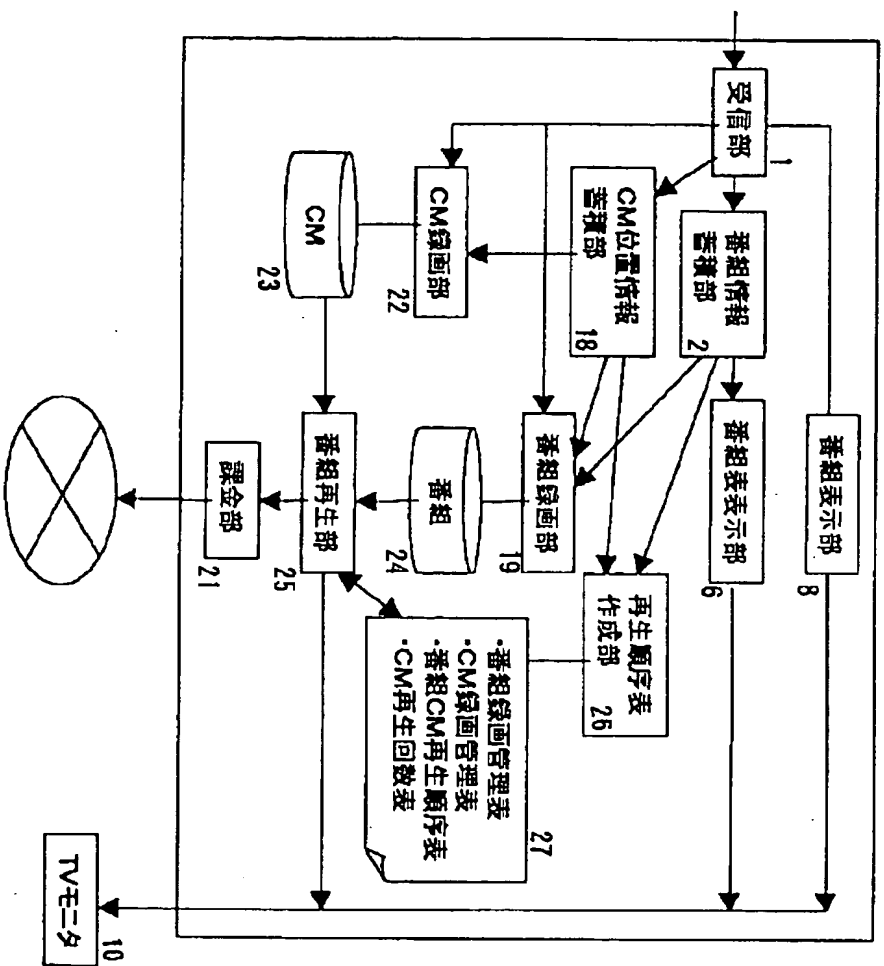 受信部
番組表示部
8
番組情報
蓄積部
2
番組表表示部
6
CM位置情報
蓄積部
18
再生順序表
作成部
26
CM録画部
22
番組録画部
19
CM
23
番組
24
・番組録画管理表
・CM録画管理表
・番組CM再生順序表
・CM再生回数表
27
番組再生部
25
課金部
21
TVモニタ
10